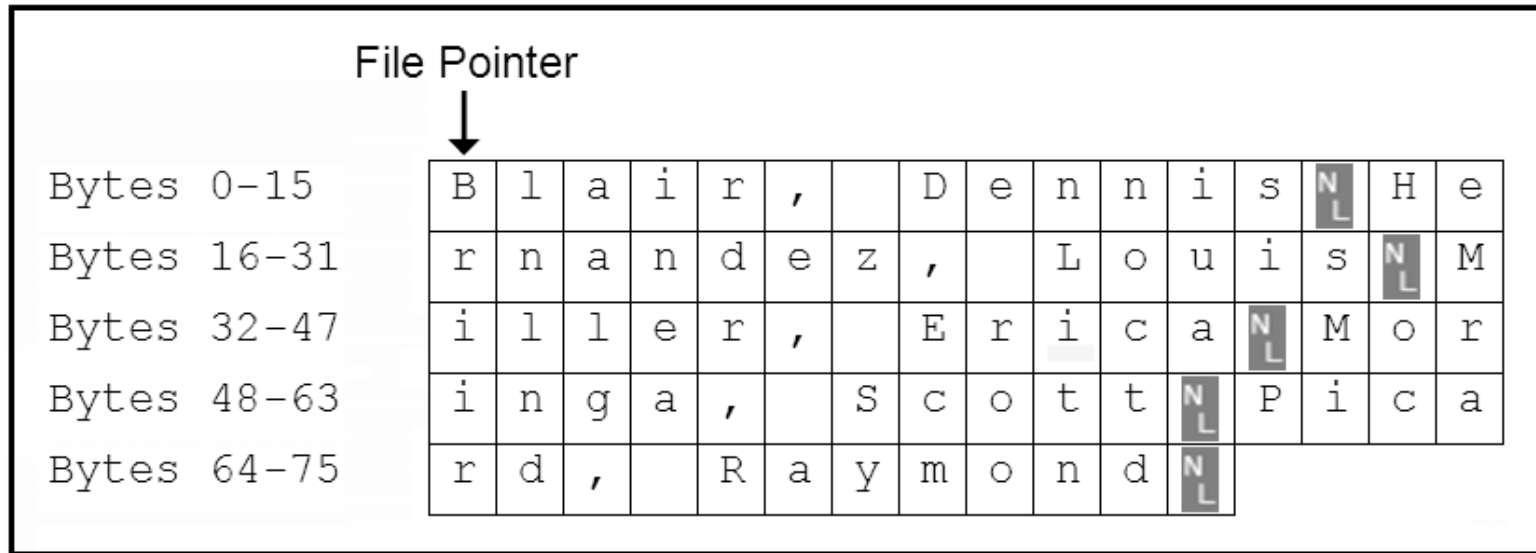 File Pointer
Bytes 0-15 B l a i r , D e n n i s NL H e
Bytes 16-31 r n a n d e z , L o u i s NL M
Bytes 32-47 i l l e r , E r i c a NL M o r
Bytes 48-63 i n g a , S c o t t NL P i c a
Bytes 64-75 r d , R a y m o n d NL